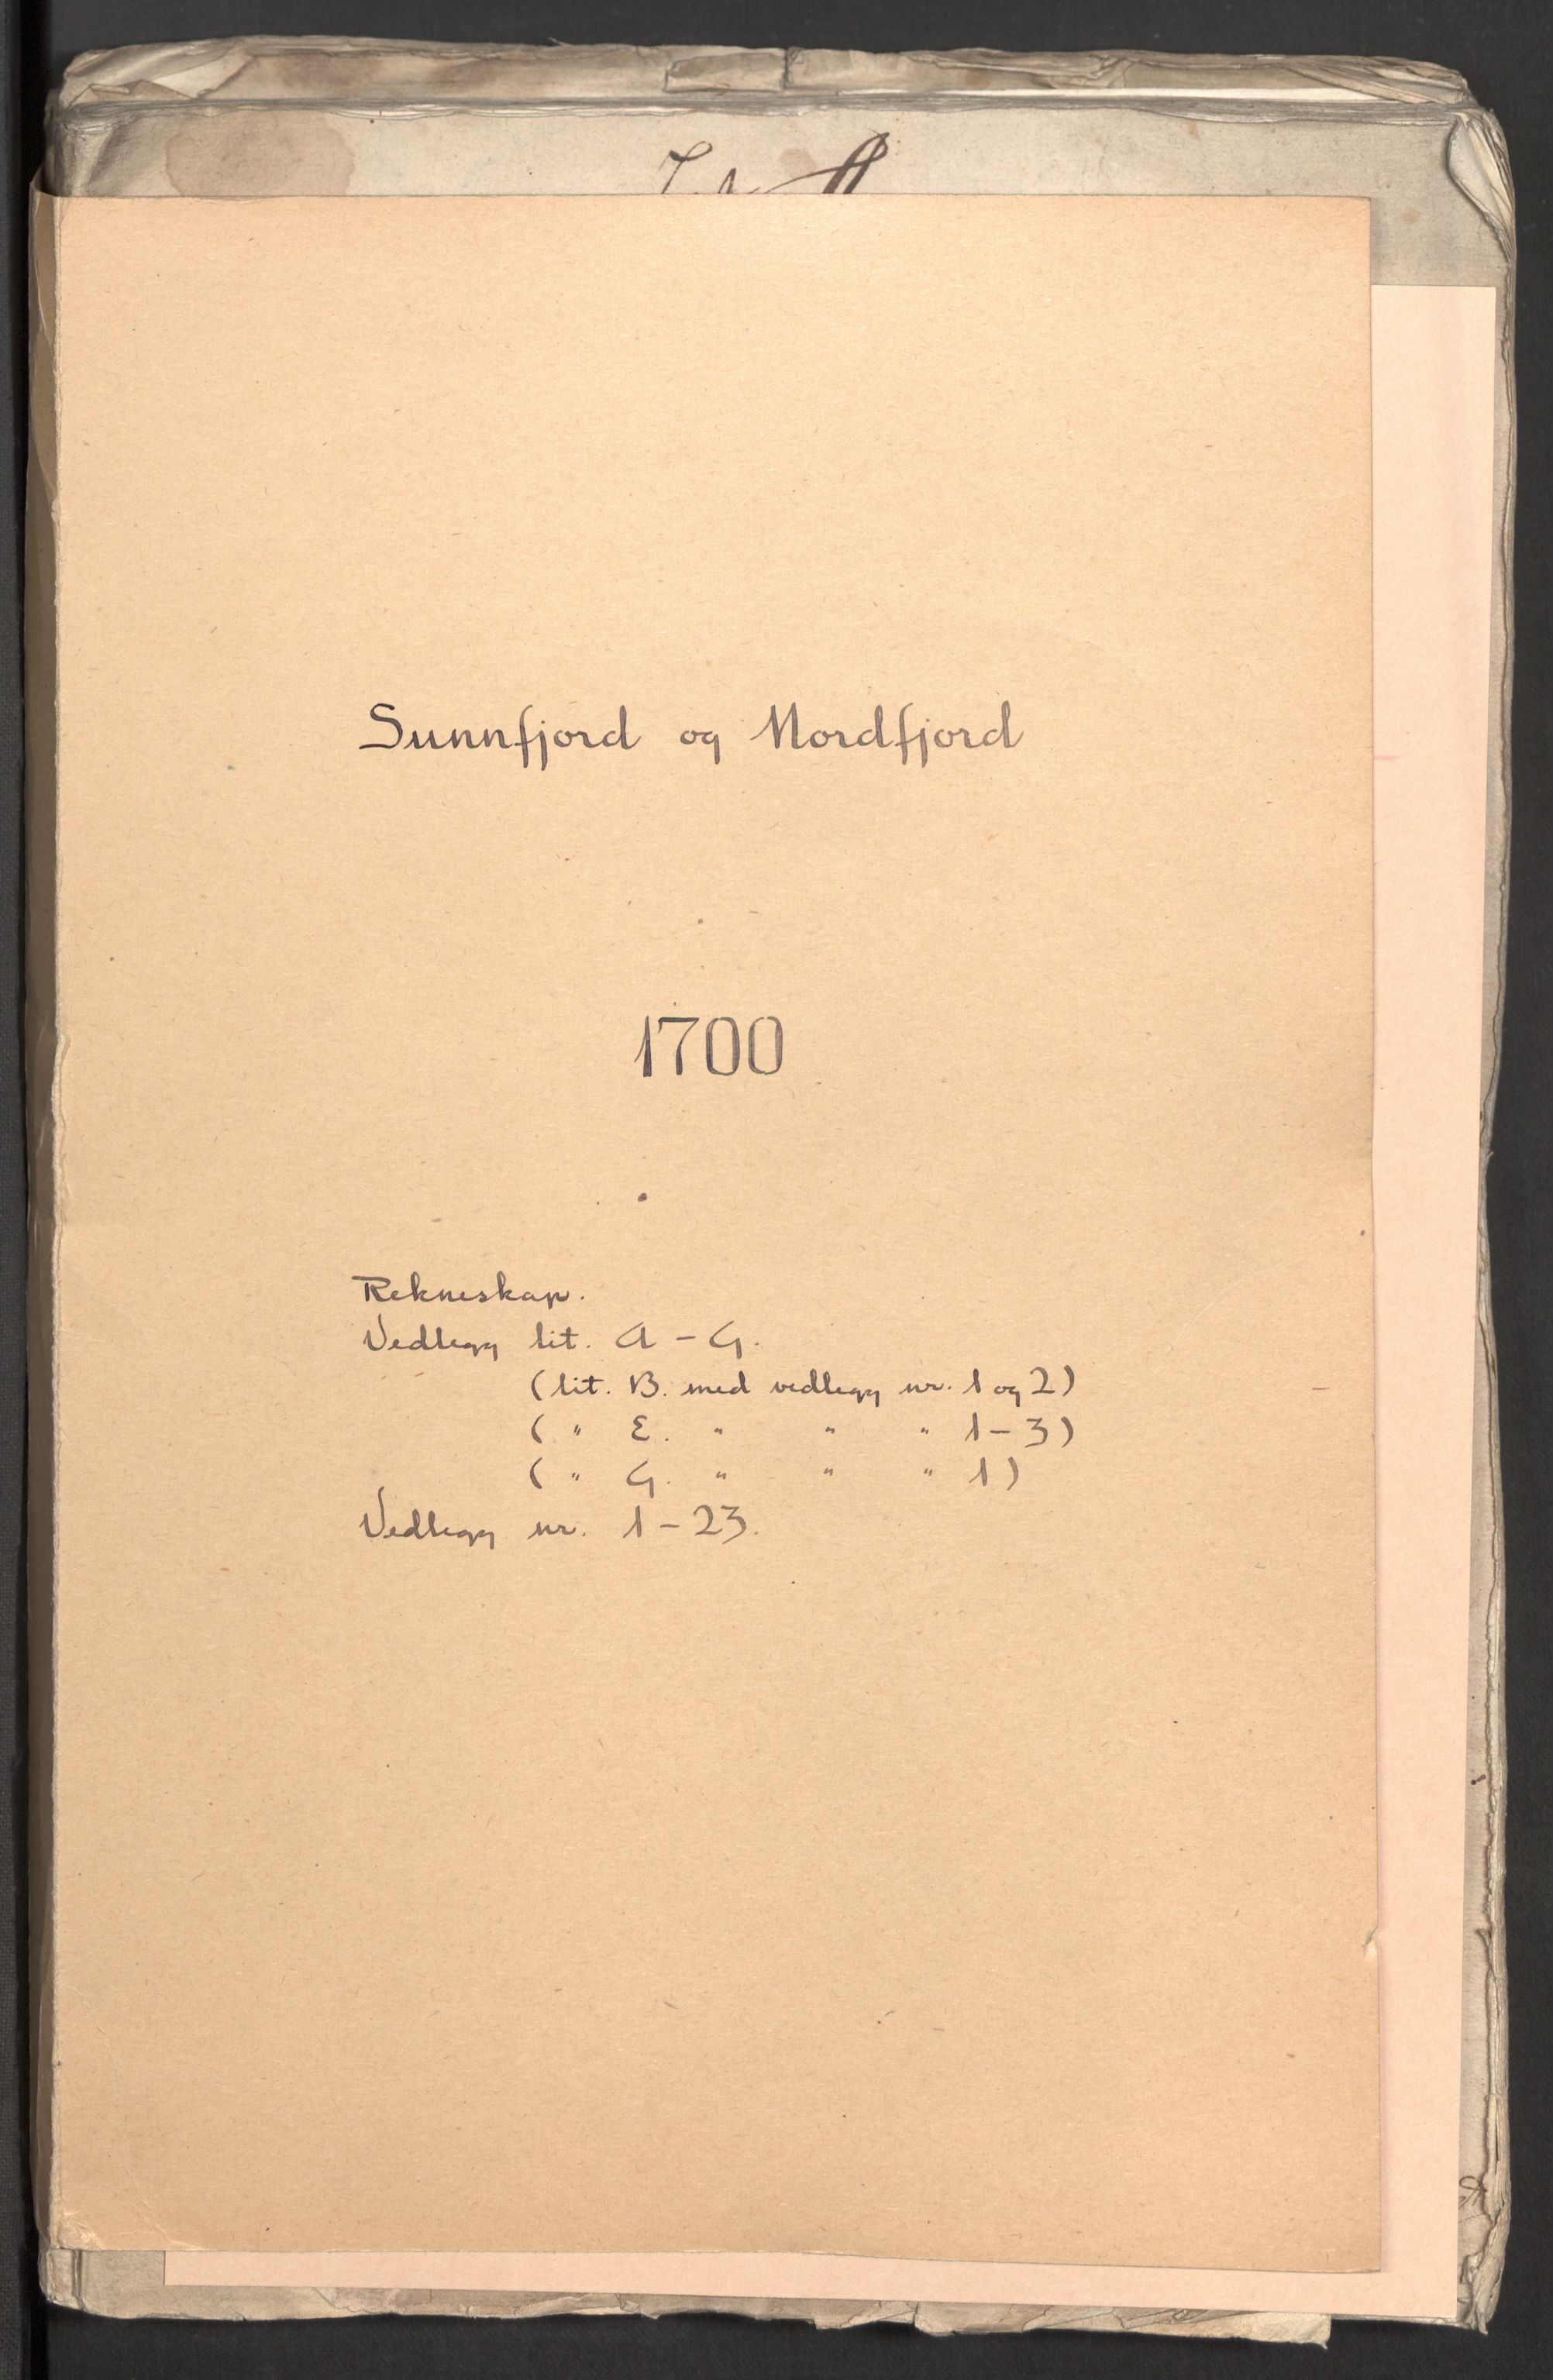 Sunnfjord og Nordfjord
1700
Rekneskap.
Vedlegg lit. A - G.
(lit. B. med vedlegg nr. 1 og 2)
( " E. " " " 1 - 3)
( " G. " " " 1)
Vedlegg nr. 1 - 23.